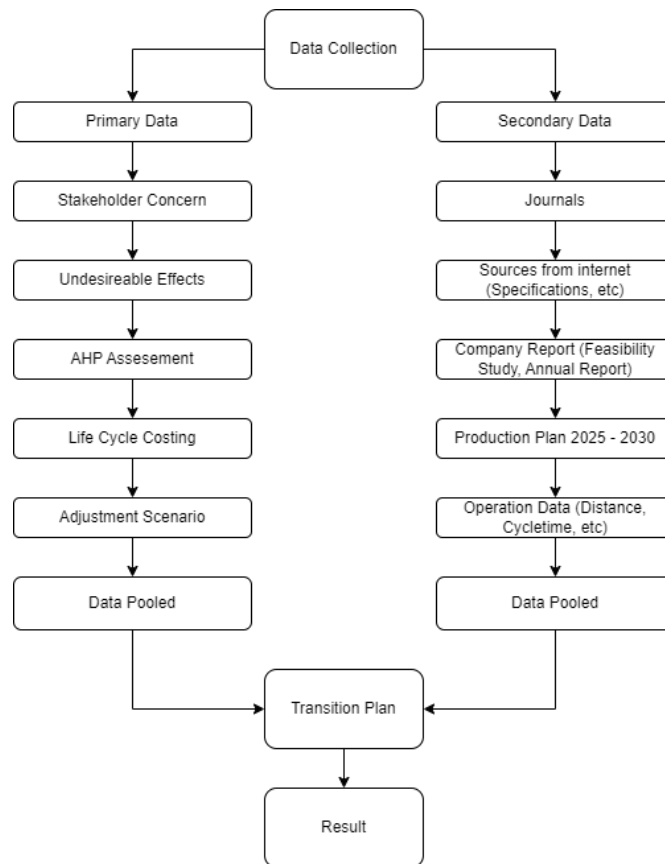 Data Collection
Primary Data
Secondary Data
Stakeholder Concern
Journals
Undesireable Effects
Sources from internet
(Specifications, etc)
AHP Assesement
Company Report (Feasibility
Study, Annual Report)
Life Cycle Costing
Production Plan 2025 - 2030
Adjustment Scenario
Operation Data (Distance,
Cycletime, etc)
Data Pooled
Data Pooled
Transition Plan
Result